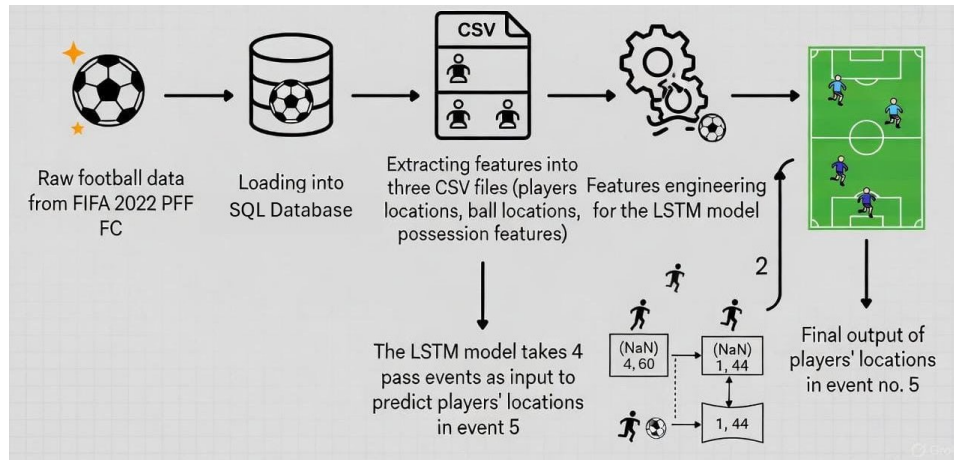 CSV
Raw football data
from FIFA 2022 PFF
FC
Loading into
SQL Database
Extracting features into
three CSV files (players
locations, ball locations,
possession features)
Features engineering
for the LSTM model
2
The LSTM model takes 4
pass events as input to
predict players' locations
in event 5
(NaN)
4, 60
(NaN)
1, 44
1, 44
Final output of
players' locations
in event no. 5